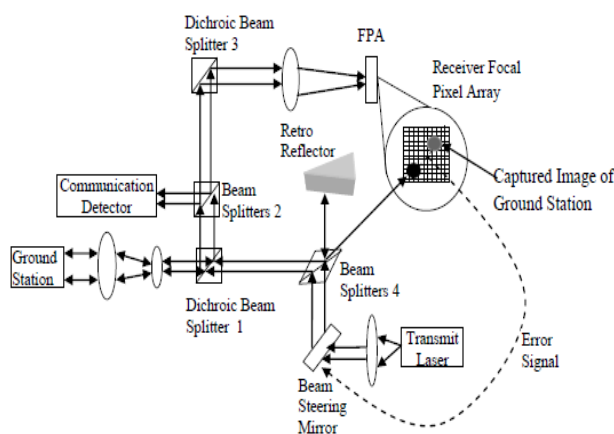 Dichroic Beam
Splitter 3
FPA
Receiver Focal
Pixel Array
Retro
Reflector
Communication
Detector
Beam
Splitters 2
Captured Image of
Ground Station
Ground
Station
Dichroic Beam
Splitter 1
Beam
Splitters 4
Transmit
Laser
Error
Signal
Beam
Steering
Mirror